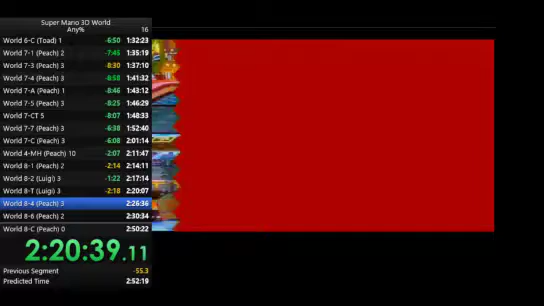 Super Mario 3D World
Any% 16
World 6-C (Toad) 1 -6:50 1:32:23
World 7-1 (Peach) 2 -7:45 1:35:19
World 7-3 (Peach) 3 -8:30 1:37:10
World 7-4 (Peach) 3 -8:58 1:41:32
World 7-A (Peach) 1 -8:46 1:43:12
World 7-5 (Peach) 3 -8:25 1:46:29
World 7-CT 5 -8:07 1:48:33
World 7-7 (Peach) 3 -6:38 1:52:40
World 7-C (Peach) 3 -6:08 2:01:14
World 4-MH (Peach) 10 -2:07 2:11:47
World 8-1 (Peach) 2 -2:14 2:14:11
World 8-2 (Luigi) 3 -1:22 2:17:14
World 8-T (Luigi) 3 -2:18 2:20:07
World 8-4 (Peach) 3 2:26:36
World 8-6 (Peach) 2 2:30:34
World 8-C (Peach) 0 2:50:22
2:20:39.11
Previous Segment -55.3
Predicted Time 2:52:19